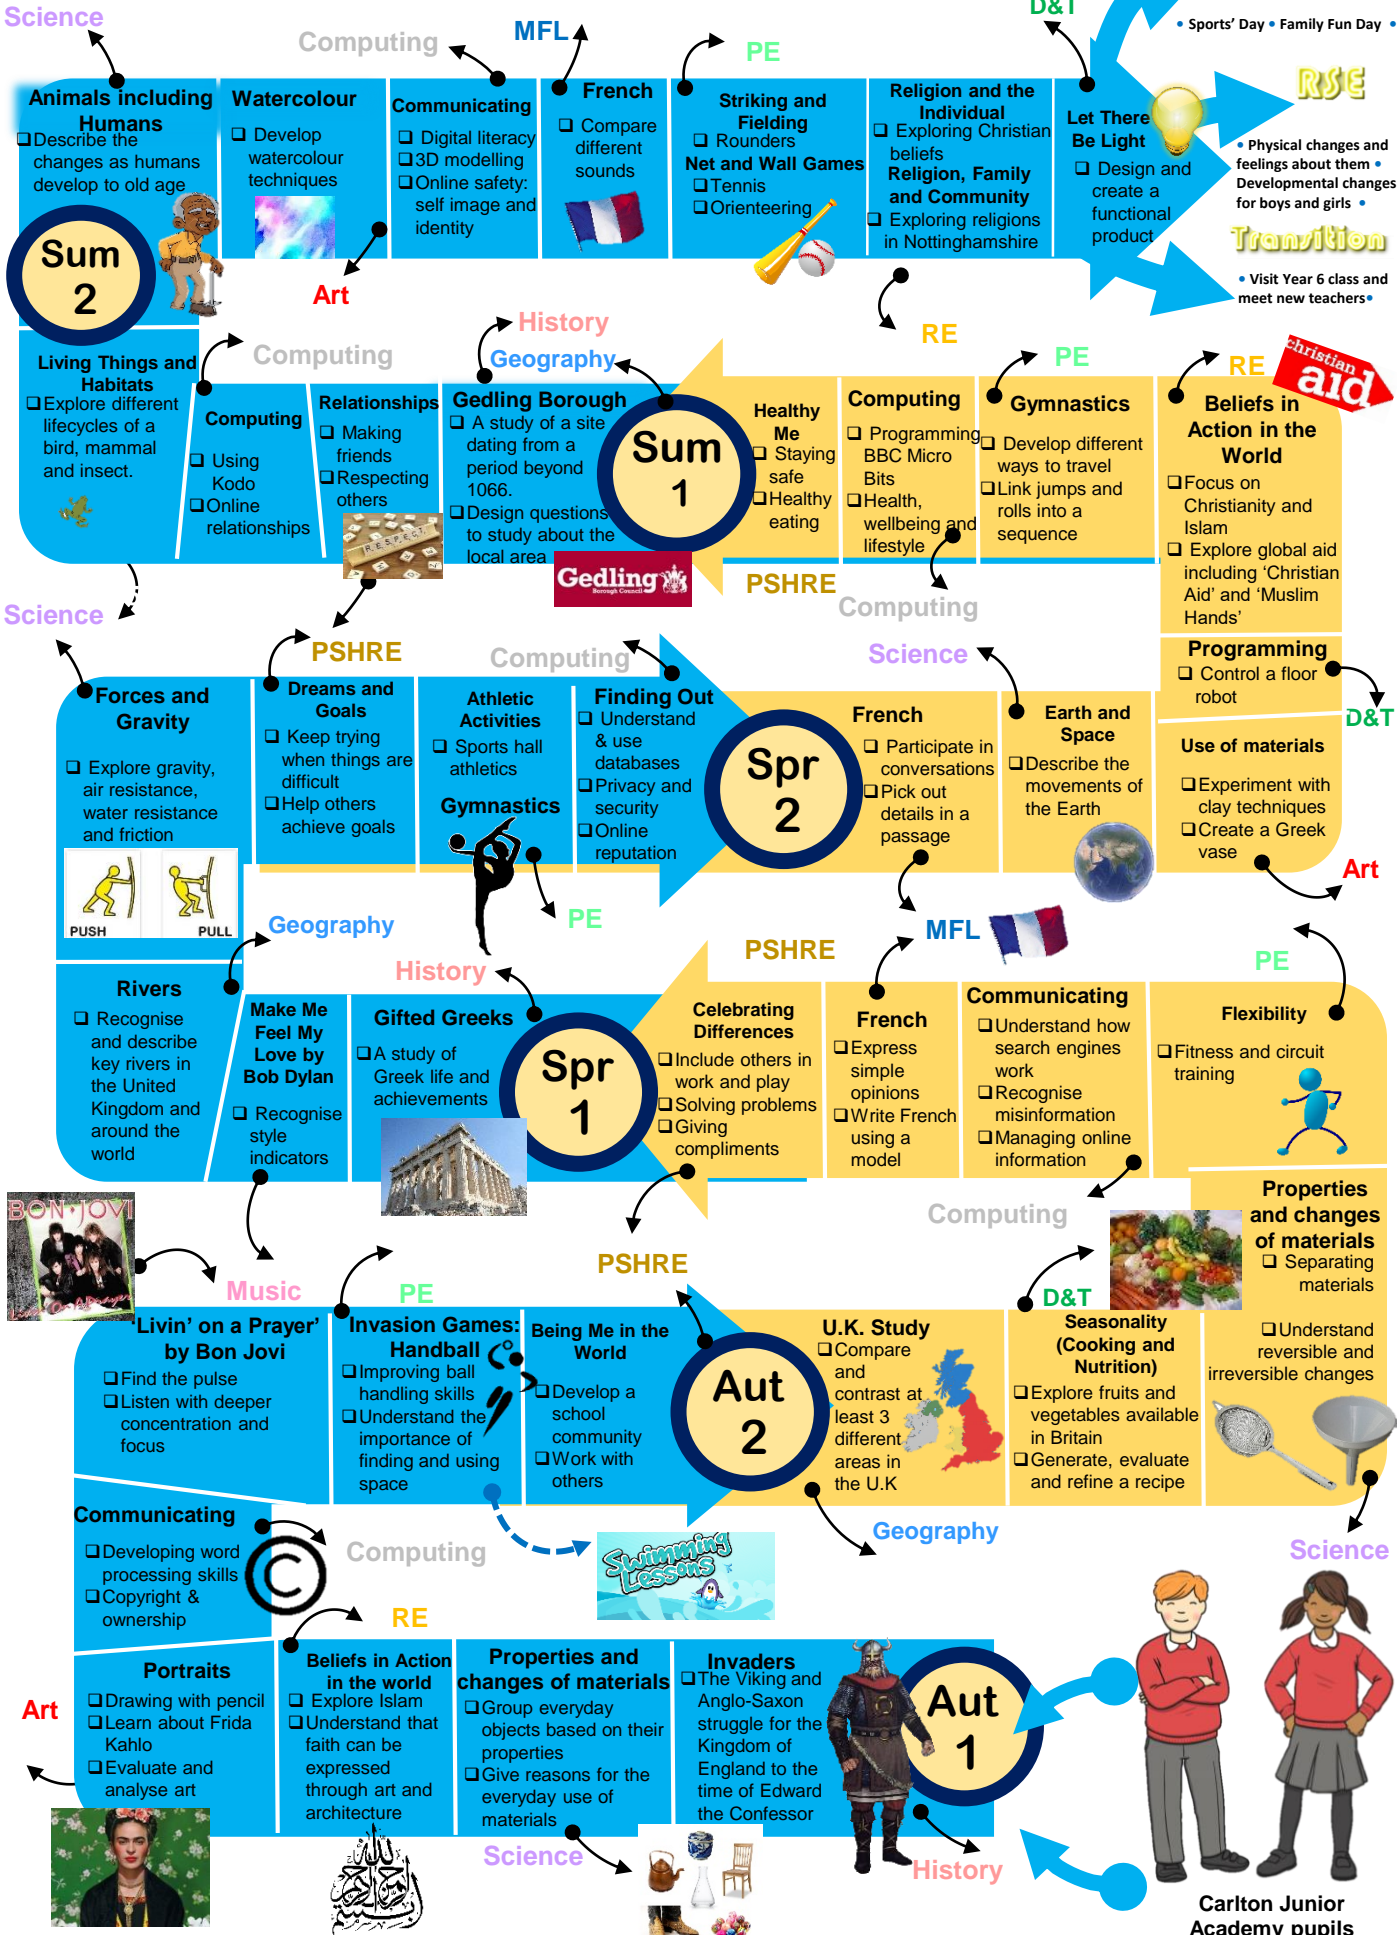 Science
Computing
MFL
PE
D&T
• Sports' Day • Family Fun Day •
RSE
• Physical changes and
feelings about them •
Developmental changes
for boys and girls •
Transition
• Visit Year 6 class and
meet new teachers•
Animals including
Humans
Describe the
changes as humans
develop to old age
Watercolour
Develop
watercolour
techniques
Art
Communicating
Digital literacy
3D modelling
Online safety:
self image and
identity
French
Compare
different
sounds
Striking and
Fielding
Rounders
Net and Wall Games
Tennis
Orienteering
Religion and the
Individual
Exploring Christian
beliefs
Religion, Family
and Community
Exploring religions
in Nottinghamshire
RE
Let There
Be Light
Design and
create a
functional
product
Sum
2
Living Things and
Habitats
Explore different
lifecycles of a
bird, mammal
and insect.
Computing
Computing
Using
Kodo
Online
relationships
Relationships
Making
friends
Respecting
others
RESPECT
History
Geography
Gedling Borough
A study of a site
dating from a
period beyond
1066.
Design questions
to study about the
local area
Gedling
Borough Council
Sum
1
Healthy
Me
Staying
safe
Healthy
eating
PSHRE
Computing
Programming
BBC Micro
Bits
Health,
wellbeing and
lifestyle
Computing
PE
Gymnastics
Develop different
ways to travel
Link jumps and
rolls into a
sequence
RE
christian
aid
Beliefs in
Action in the
World
Focus on
Christianity and
Islam
Explore global aid
including ‘Christian
Aid’ and ‘Muslim
Hands’
Science
PSHRE
Computing
Science
Programming
Control a floor
robot
D&T
Forces and
Gravity
Explore gravity,
air resistance,
water resistance
and friction
PUSH
PULL
Dreams and
Goals
Keep trying
when things are
difficult
Help others
achieve goals
Athletic
Activities
Sports hall
athletics
Gymnastics
PE
Finding Out
Understand
& use
databases
Privacy and
security
Online
reputation
Spr
2
French
Participate in
conversations
Pick out
details in a
passage
MFL
Earth and
Space
Describe the
movements of
the Earth
Use of materials
Experiment with
clay techniques
Create a Greek
vase
Art
Geography
History
PSHRE
PE
Rivers
Recognise
and describe
key rivers in
the United
Kingdom and
around the
world
Make Me
Feel My
Love by
Bob Dylan
Recognise
style
indicators
Gifted Greeks
A study of
Greek life and
achievements
Spr
1
Celebrating
Differences
Include others in
work and play
Solving problems
Giving
compliments
French
Express
simple
opinions
Write French
using a
model
Communicating
Understand how
search engines
work
Recognise
misinformation
Managing online
information
Computing
Flexibility
Fitness and circuit
training
Properties
and changes
of materials
Separating
materials
Understand
reversible and
irreversible changes
BON JOVI
Livin' On A Prayer
Music
PE
PSHRE
D&T
‘Livin’ on a Prayer’
by Bon Jovi
Find the pulse
Listen with deeper
concentration and
focus
Invasion Games:
Handball
Improving ball
handling skills
Understand the
importance of
finding and using
space
Being Me in the
World
Develop a
school
community
Work with
others
Aut
2
U.K. Study
Compare
and
contrast at
least 3
different
areas in
the U.K
Geography
Seasonality
(Cooking and
Nutrition)
Explore fruits and
vegetables available
in Britain
Generate, evaluate
and refine a recipe
Science
Communicating
Developing word
processing skills
Copyright &
ownership
©
Computing
Swimming
Lessons
RE
Art
Portraits
Drawing with pencil
Learn about Frida
Kahlo
Evaluate and
analyse art
Beliefs in Action
in the world
Explore Islam
Understand that
faith can be
expressed
through art and
architecture
Properties and
changes of materials
Group everyday
objects based on their
properties
Give reasons for the
everyday use of
materials
Science
Invaders
The Viking and
Anglo-Saxon
struggle for the
Kingdom of
England to the
time of Edward
the Confessor
Aut
1
History
Carlton Junior
Academy pupils